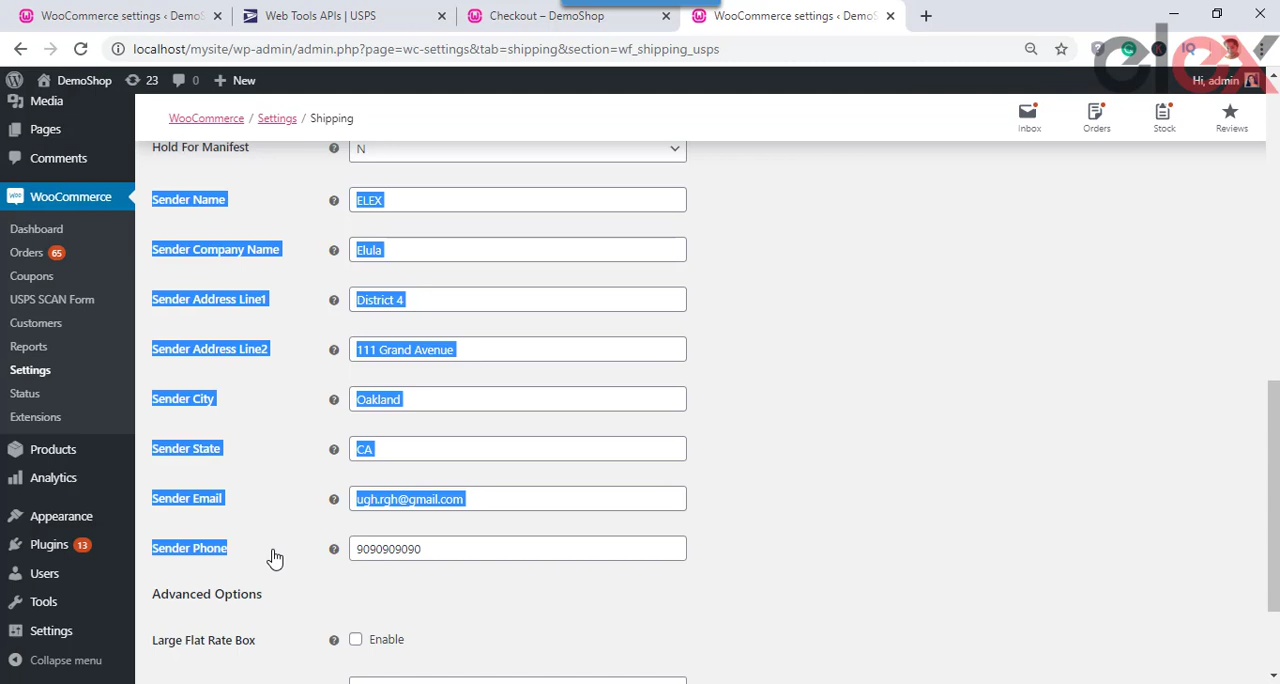 WooCommerce settings ‹ DemoS
Web Tools APIs | USPS
Checkout – DemoShop
WooCommerce settings ‹ DemoS
localhost/mysite/wp-admin/admin.php?page=wc-settings&tab=shipping&section=wf_shipping_usps
elex
DemoShop
23
0
New
Hi, admin
Media
Pages
Comments
WooCommerce
Dashboard
Orders 65
Coupons
USPS SCAN Form
Customers
Reports
Settings
Status
Extensions
Products
Analytics
Appearance
Plugins 13
Users
Tools
Settings
Collapse menu
WooCommerce / Settings / Shipping
Inbox
Orders
Stock
Reviews
Hold For Manifest N
Sender Name ELEX
Sender Company Name Elula
Sender Address Line1 District 4
Sender Address Line2 111 Grand Avenue
Sender City Oakland
Sender State CA
Sender Email ugh.rgh@gmail.com
Sender Phone 9090909090
Advanced Options
Large Flat Rate Box Enable